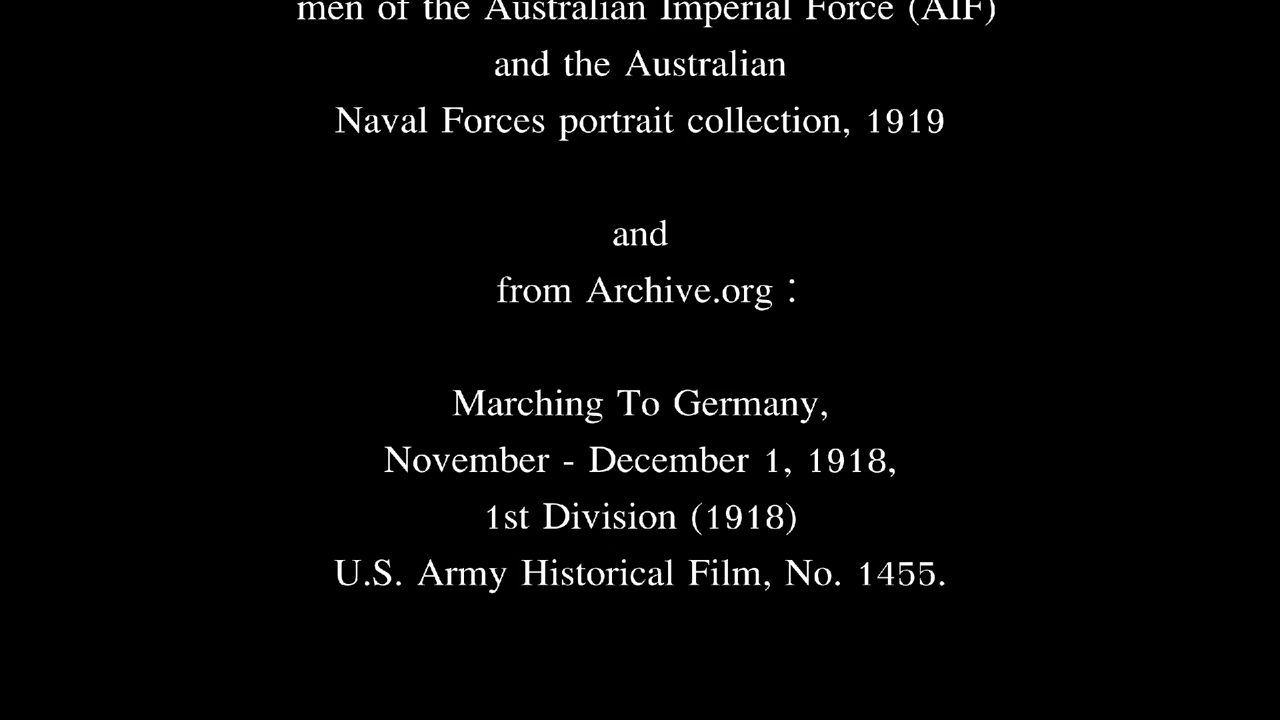 men of the Australian Imperial Force (AIF)
and the Australian
Naval Forces portrait collection, 1919
and
from Archive.org :
Marching To Germany,
November - December 1, 1918,
1st Division (1918)
U.S. Army Historical Film, No. 1455.